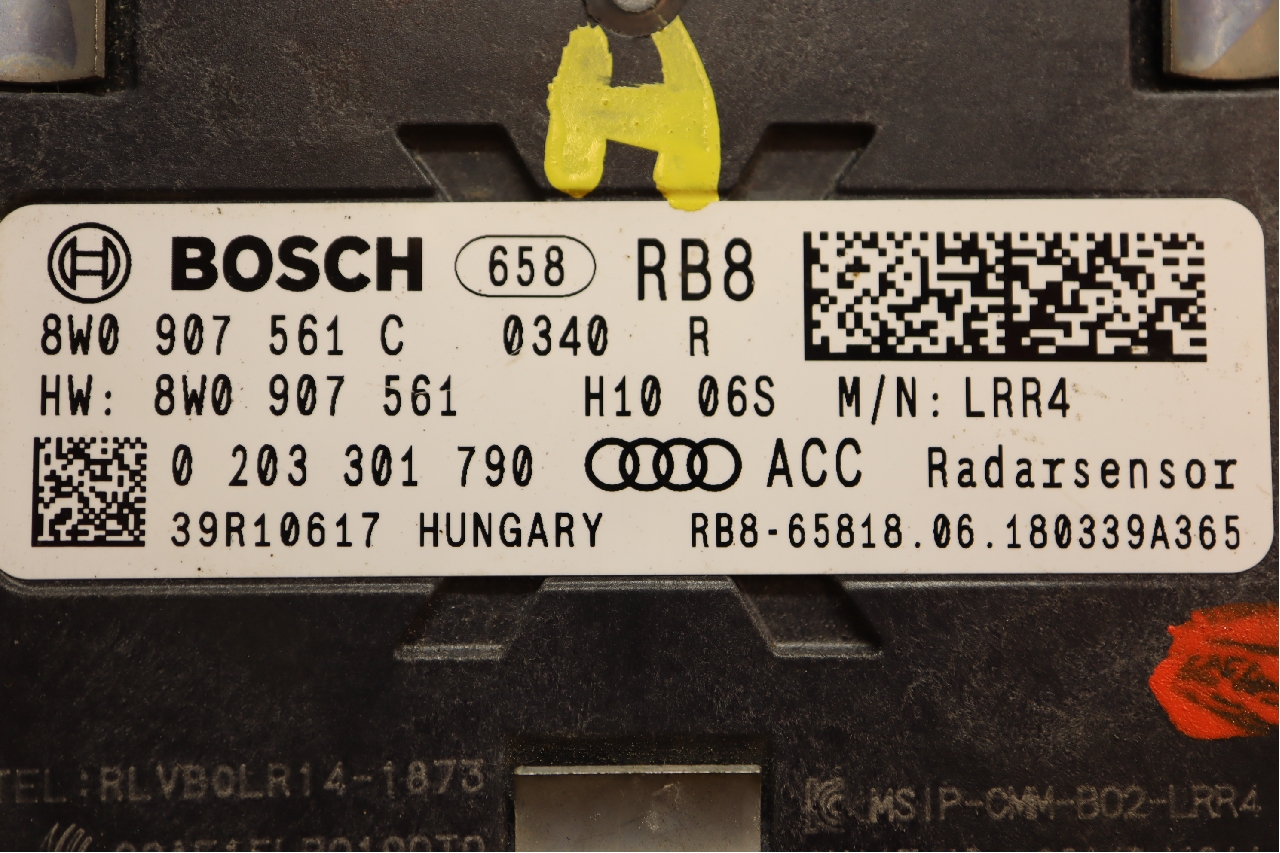 H
BOSCH 658 RB8
8W0 907 561 C 0340 R
HW: 8W0 907 561 H10 06S M/N: LRR4
0 203 301 790 ACC Radarsensor
39R10617 HUNGARY RB8-65818.06.180339A365
TEL:RLVBOLR14-1873
MSIP-CMM-BO2-LRR4